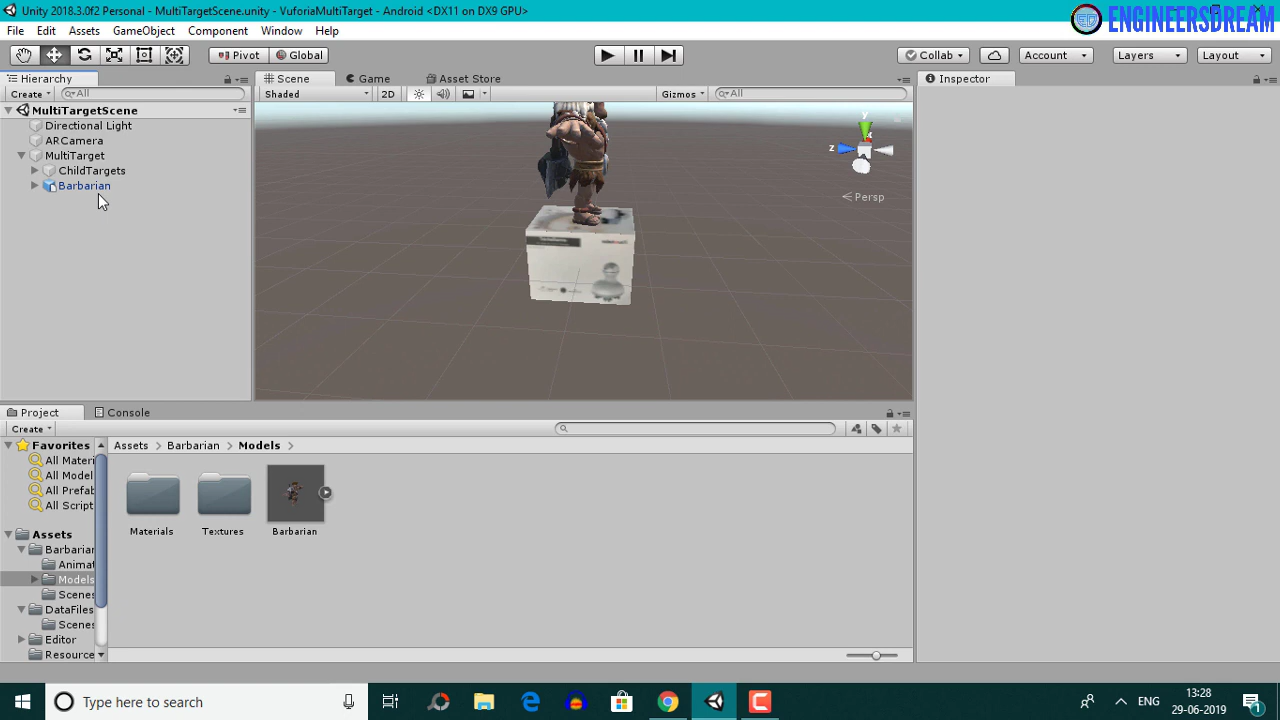 Unity 2018.3.0f2 Personal - MultiTargetScene.unity - VuforiaMultiTarget - Android <DX11 on DX9 GPU>
ENGINEERSDREAM
File Edit Assets GameObject Component Window Help
Pivot Global Collab Account Layers Layout
Hierarchy Scene Game Asset Store Inspector
Create All Shaded 2D Gizmos All
MultiTargetScene
Directional Light
ARCamera
MultiTarget
ChildTargets
Barbarian
y
x
z
Persp
Project Console
Create
Favorites
All Materi
All Model
All Prefab
All Script
Assets
Barbarian
Animat
Models
Scenes
DataFiles
Scenes
Editor
Resource
Assets Barbarian Models
Materials Textures Barbarian
Type here to search
ENG
13:28
29-06-2019
1